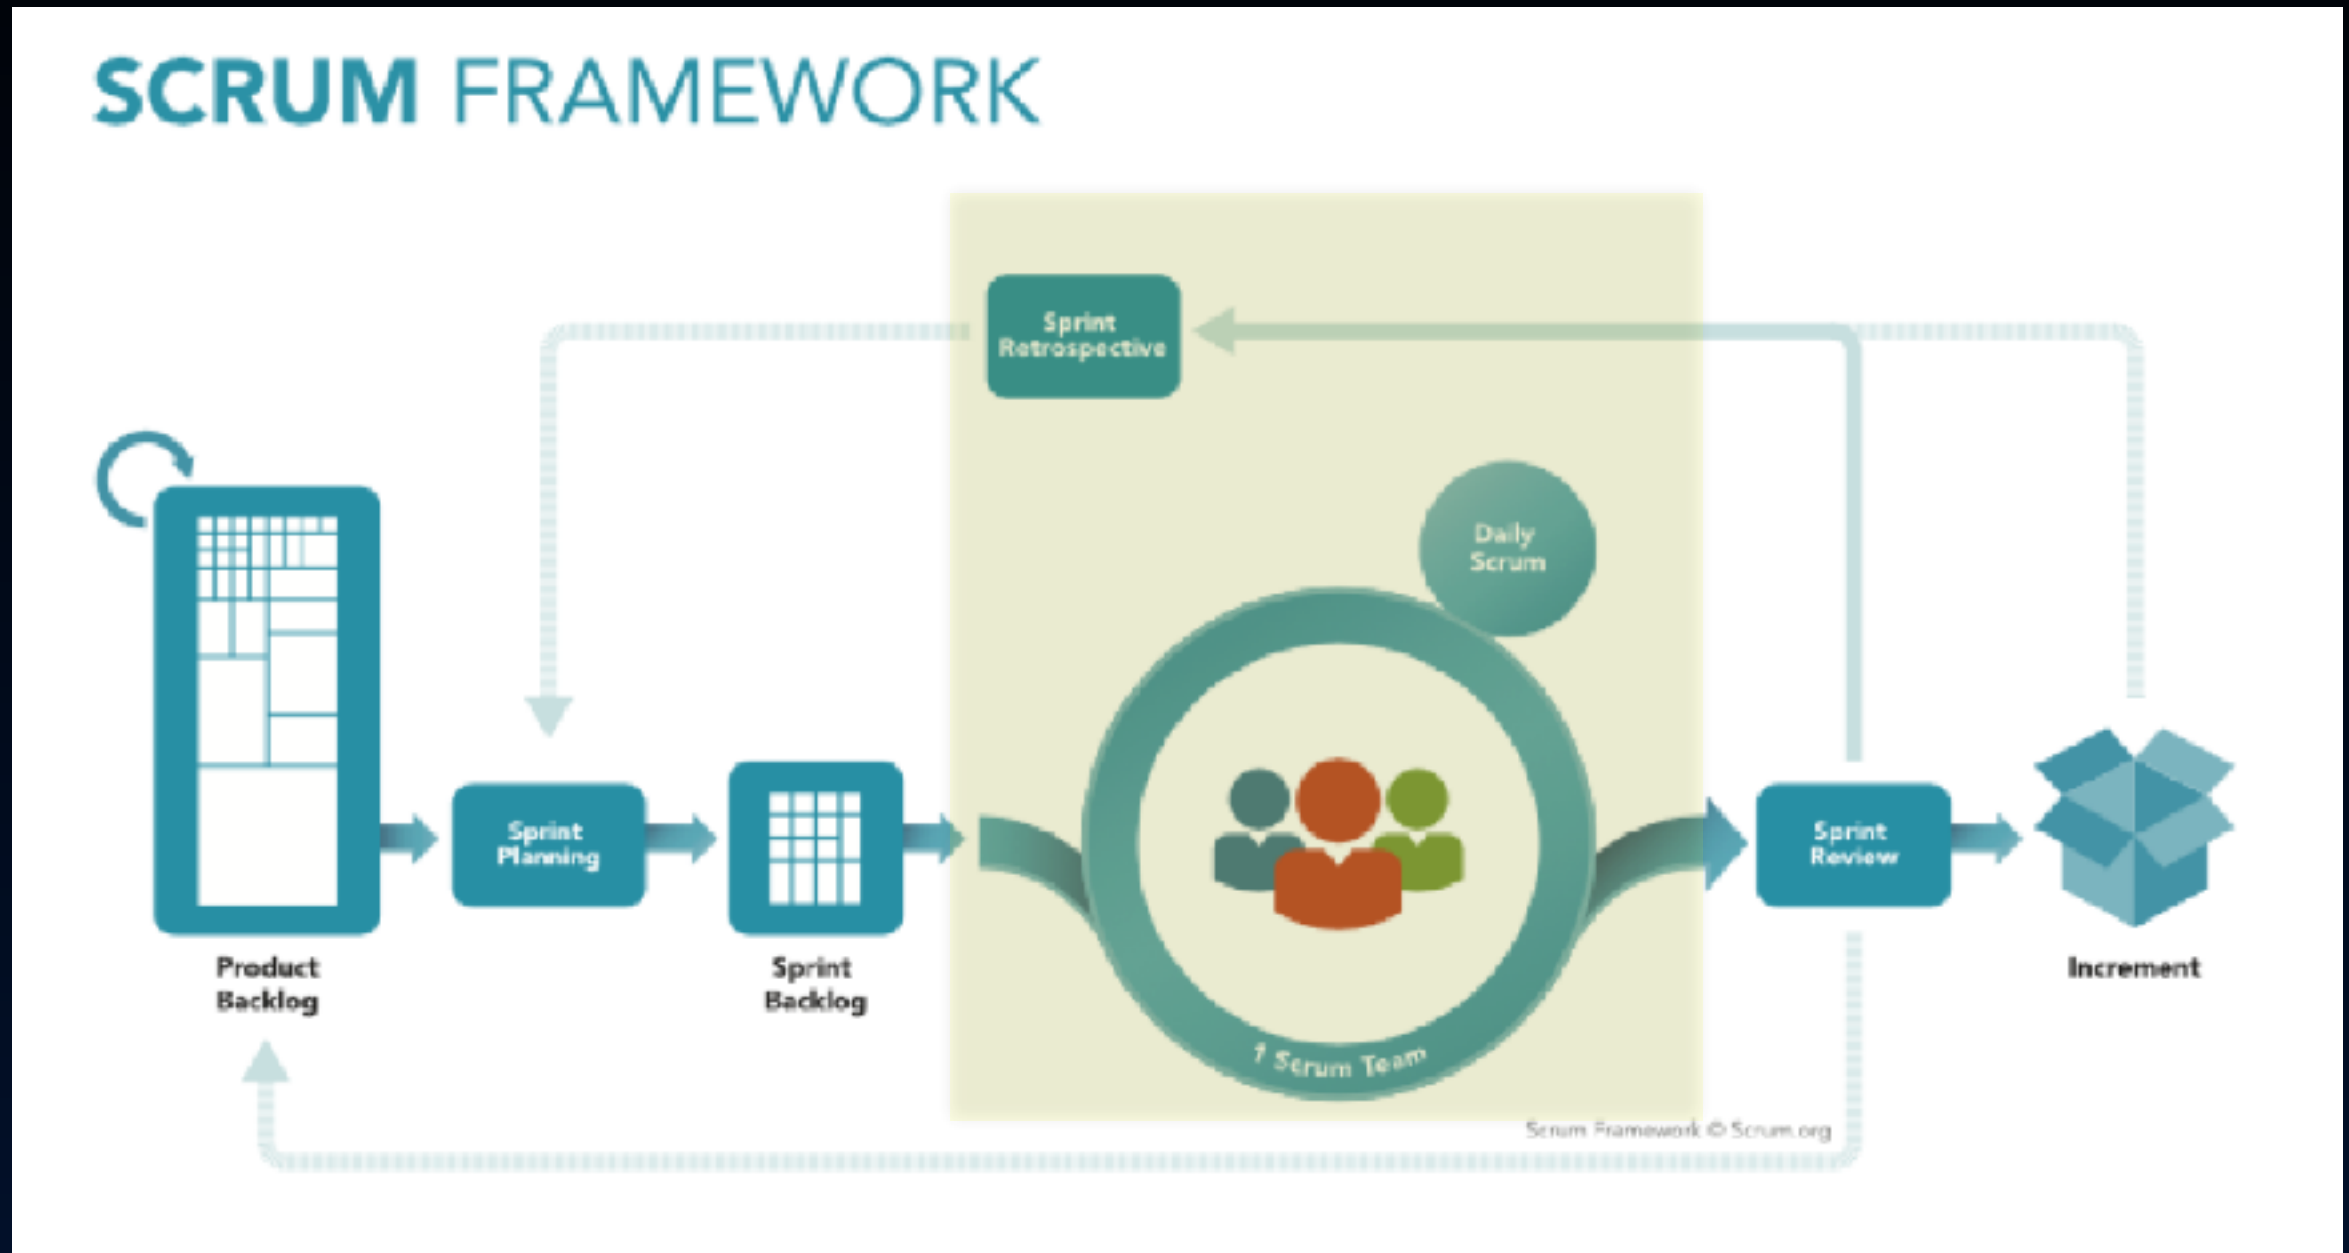 SCRUM FRAMEWORK
Sprint
Retrospective
Daily
Scrum
Sprint
Planning
Sprint
Review
Product
Backlog
Sprint
Backlog
Increment
1 Scrum Team
Scrum Framework © Scrum.org